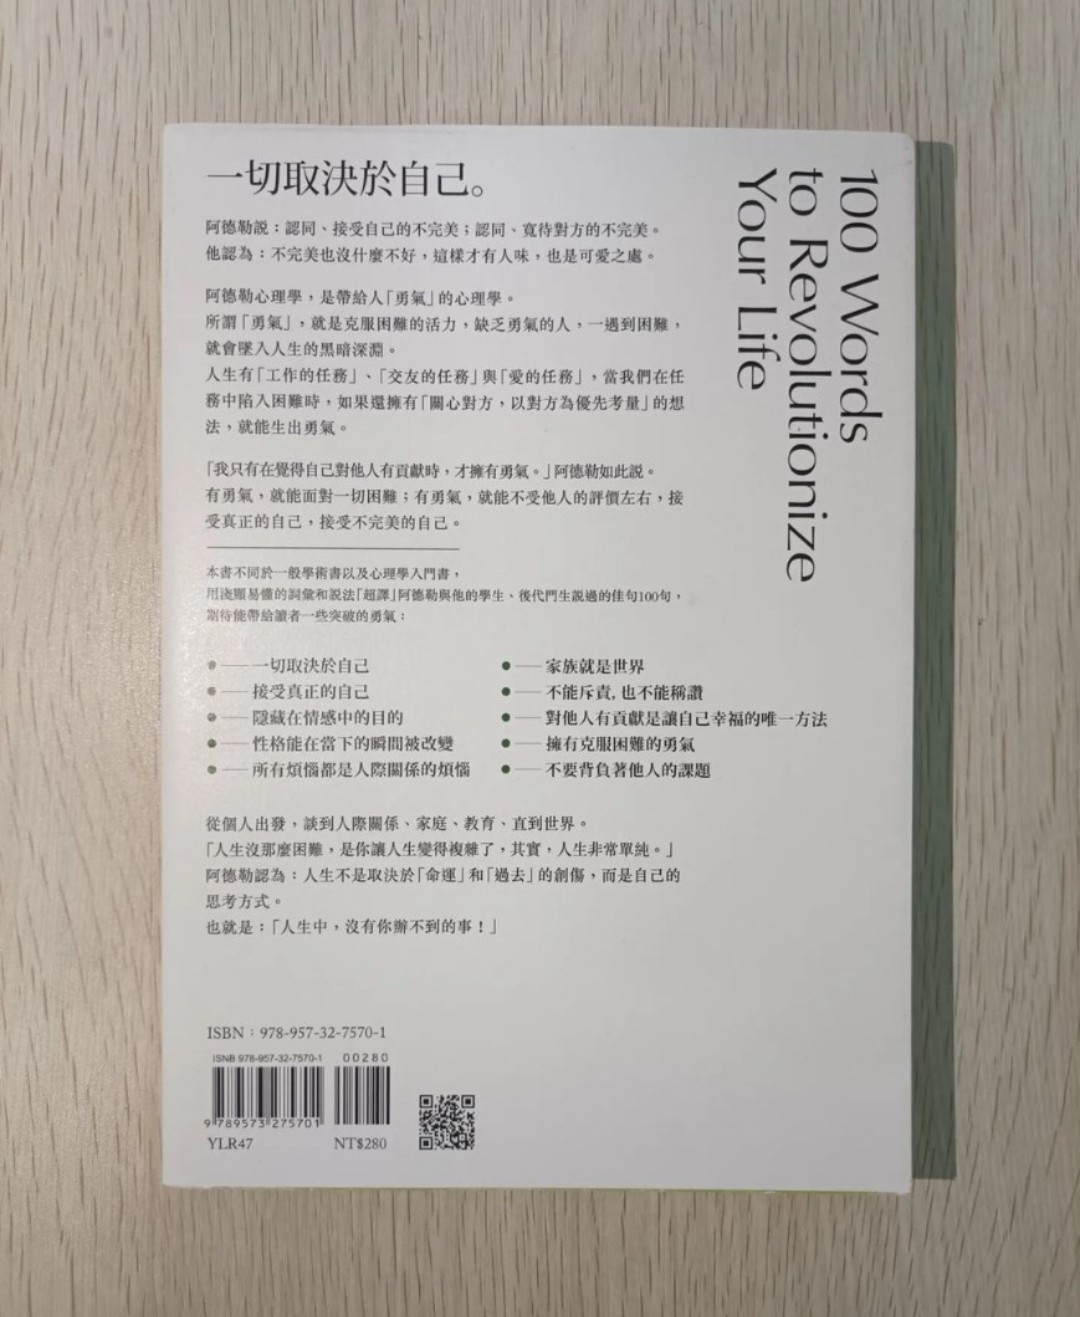 一切取決於自己。
阿德勒說：認同、接受自己的不完美；認同、寬待對方的不完美。
他認為：不完美也沒什麼不好，這樣才有人味，也是可愛之處。
阿德勒心理學，是帶給人「勇氣」的心理學。
所謂「勇氣」，就是克服困難的活力，缺乏勇氣的人，一遇到困難，
就會墜入人生的黑暗深淵。
人生有「工作的任務」、「交友的任務」與「愛的任務」，當我們在任
務中陷入困難時，如果還擁有「關心對方，以對方為優先考量」的想
法，就能生出勇氣。
「我只有在覺得自己對他人有貢獻時，才擁有勇氣。」阿德勒如此說。
有勇氣，就能面對一切困難；有勇氣，就能不受他人的評價左右，接
受真正的自己，接受不完美的自己。
本書不同於一般學術書以及心理學入門書，
用淺顯易懂的詞彙和說法「超譯」阿德勒與他的學生、後代門生說過的佳句100句，
期待能帶給讀者一些突破的勇氣：
一切取決於自己
接受真正的自己
隱藏在情感中的目的
性格能在當下的瞬間被改變
所有煩惱都是人際關係的煩惱
家族就是世界
不能斥責，也不能稱讚
對他人有貢獻是讓自己幸福的唯一方法
擁有克服困難的勇氣
不要背負著他人的課題
從個人出發，談到人際關係、家庭、教育、直到世界。
「人生沒那麼困難，是你讓人生變得複雜了，其實，人生非常單純。」
阿德勒認為：人生不是取決於「命運」和「過去」的創傷，而是自己的
思考方式。
也就是：「人生中，沒有你辦不到的事！」
100 Words
to Revolutionize
Your Life
ISBN：978-957-32-7570-1
ISNB 978-957-32-7570-1 00280
9 789573 275701
YLR47 NT$280